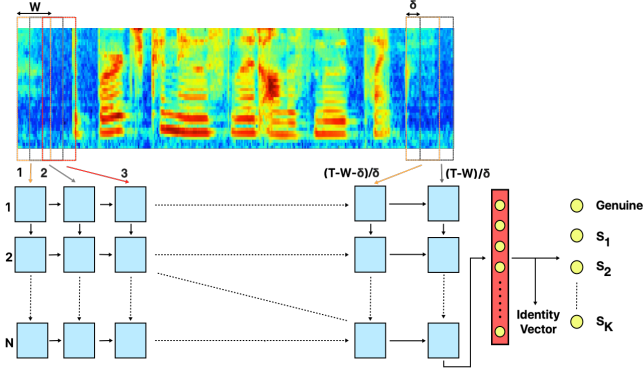 W
δ
1 2 3 (T-W-δ)/δ (T-W)/δ
1
Genuine
S1
2
S2
Identity
Vector
SK
N